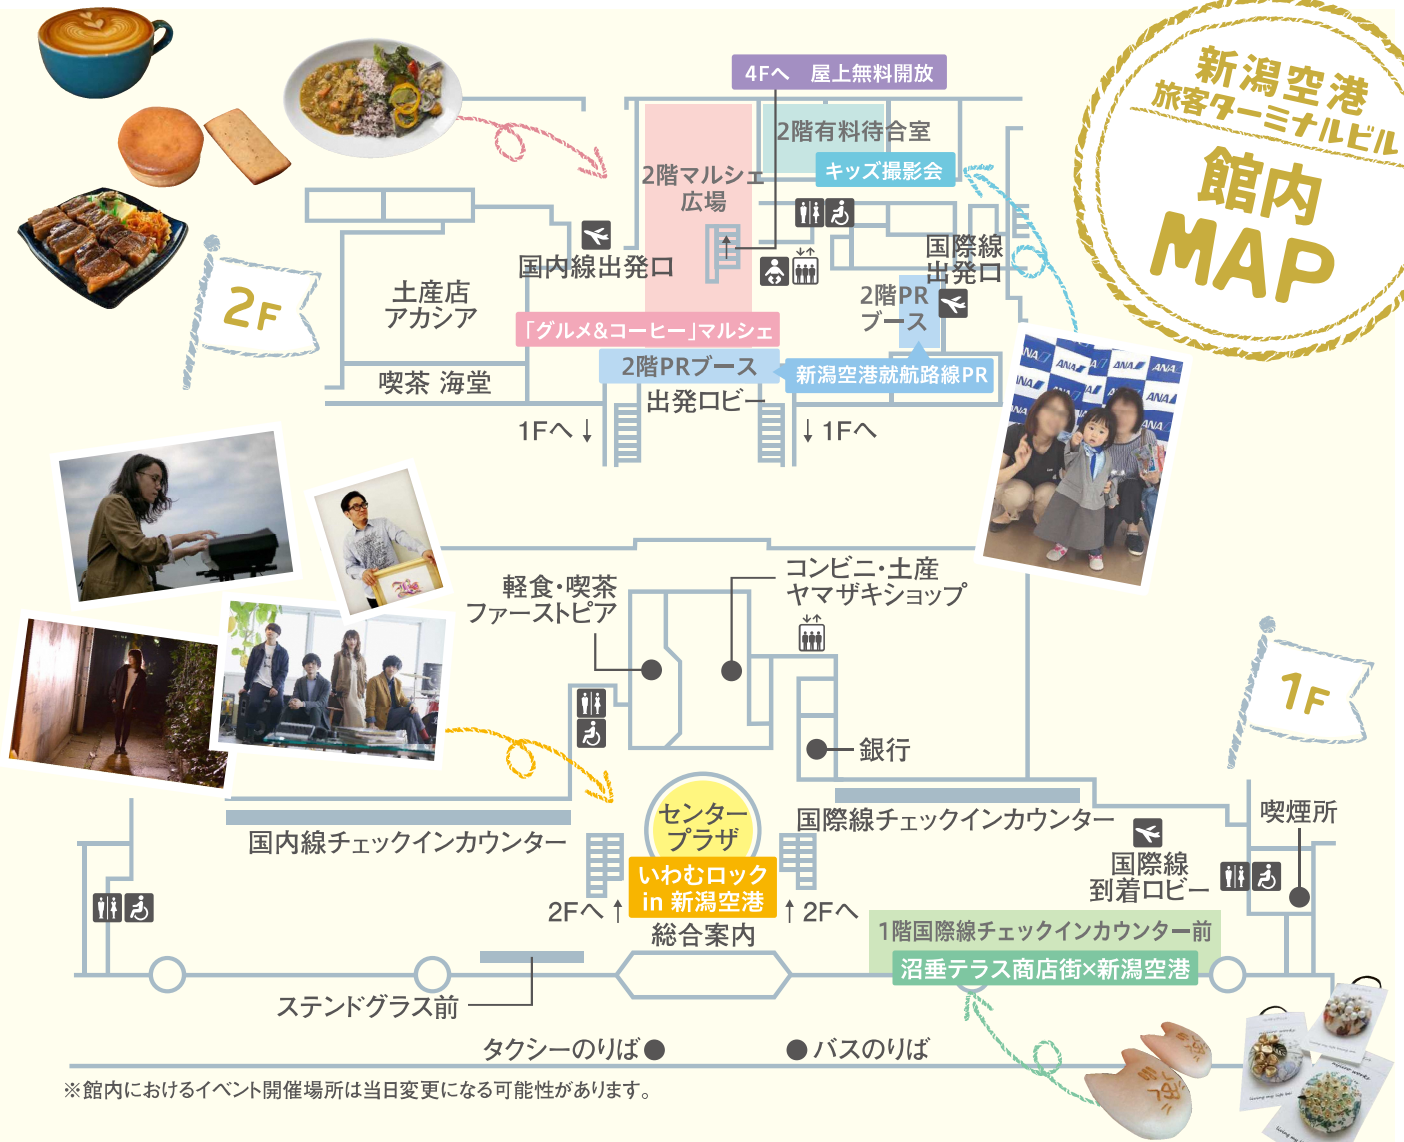 新潟空港
旅客ターミナルビル
館内
MAP
4Fへ　屋上無料開放
2階有料待合室
キッズ撮影会
2階マルシェ
広場
国内線出発口
国際線
出発口
2F
土産店
アカシア
2階PR
ブース
「グルメ&コーヒー」マルシェ
2階PRブース
新潟空港就航路線PR
喫茶 海堂
出発ロビー
1Fへ ↓
↓ 1Fへ
ANA
ANA
ANA
ANA
ANA
ANA
軽食・喫茶
ファーストピア
コンビニ・土産
ヤマザキショップ
1F
銀行
センター
プラザ
国内線チェックインカウンター
国際線チェックインカウンター
喫煙所
いわむロック
in 新潟空港
国際線
到着ロビー
2Fへ ↑
↑ 2Fへ
総合案内
1階国際線チェックインカウンター前
沼垂テラス商店街×新潟空港
ステンドグラス前
タクシーのりば●
●バスのりば
※館内におけるイベント開催場所は当日変更になる可能性があります。